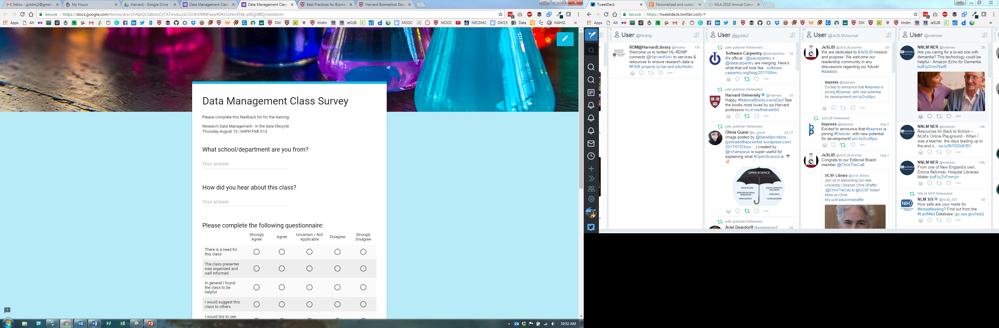 Inbox - goldmj2@gmail.c
My Hours
Harvard - Google Drive
Data Management Class
Data Management Class
Best Practices for Biomed
Harvard Biomedical Data
Julie
Secure
https://docs.google.com/forms/d/e/1FAIpQLSdboIcOjTATmcbu2sCSOJhVMNFasw4DKU2eVc4Tkk-pRQy98Q/viewform
Apps
Alt
DM
hlrdm
JeSLIB
MOOC
MOOC
NECDMC
DM15
Data
NAHSL
Data Management Class Survey
Please complete this feedback for for the training:
Research Data Management - in the data lifecycle
Thursday August 10 | HSPH FXB G13
What school/department are you from?
Your answer
How did you hear about this class?
Your answer
Please complete the following questionnaire:
Strongly Agree
Agree
Uncertain / Not Applicable
Disagree
Strongly Disagree
There is a need for
this class
The class presenter
was organized and
well informed
In general I found
the class to be
helpful
I would suggest this
class to others
I would like to see
10:52 AM
TweetDeck
Personalized and custom
MLA 2018 Annual Conve
Julie
Secure
https://tweetdeck.twitter.com/#
Apps
Alt
DM
hlrdm
JeSLIB
8
User @hlrdmp
RDM@HarvardLibrary @hlrdmp 17h
Welcome us to twitter! HL-RDMP
connects @HarvardUniv to services &
resources to ensure research data is
#FAIR projects.iq.harvard.edu/hlrdm
9
User @jgolds2
julie goldman Retweeted
Software Carpentry @swcarpentry 1d
It's official - @swcarpentry +
@datacarpentry are merging. Here's
what that will look like: software-
carpentry.org/blog/2017/08/m…
julie goldman Retweeted
Harvard University @Harvard 1d
Happy #NationalBookLoversDay! See
the books most loved by six Harvard
professors hrvd.me/theboe684
julie goldman Retweeted
Olivia Guest @o_guest Jul 23
Image posted by @daniellecrobins
(portraitofthescientist.wordpress.com/
2017/07/03/so-…) created by
@rchampieux is super useful for
explaining what #OpenScience is.
OPEN SCIENCE
OPEN ACCESS
OPEN EDUCATIONAL RESOURCES
OPEN SOURCE
EQUITY, DIVERSITY, INCLUSION
OPEN DATA
CITIZEN SCIENCE
julie goldman Retweeted
Ariel Deardorff @arieldeardorff 2d
10
User @JeSLIBJournal
JeSLIB @JeSLIBJournal 2d
We are dedicated to #JeSLIB mission
and purpose. We welcome our
readership community in any
discussions regarding our future!
#datalibs
bepress @bepress
Excited to announce that #bepress is
joining #Elsevier, with new potential
for development! prn.to/2voRpyi
JeSLIB Retweeted
bepress @bepress Aug 2
Excited to announce that #bepress is
joining #Elsevier, with new potential
for development! prn.to/2voRpyi
JeSLIB @JeSLIBJournal Aug 2
Congrats to our Editorial Board
member @ChrisTheCat!
UCSF Library @ucsf_library
Join us in welcoming our new
University Librarian Chris Shaffer
(@ChrisTheCat) to @UCSF today!
More on Chris:
tiny.ucsf.edu/chrisshaffer
11
User @nnlmner
NNLM NER @nnlmner 2h
Are you caring for a loved one with
dementia? This technology could be
helpful - Amazon Echo for Dementia
buff.ly/2vm7kwR
NNLM NER @nnlmner 14h
Resources for Back to School –
NLM's Online Playground - When I
was a teacher, the days leading up to
the end o... ow.ly/Bi7050dlVB1
NNLM NER @nnlmner 23h
From one of New England's own,
Donna Belcinski, Hospital Libraries
Matter buff.ly/2vFmmyh
NNLM NER Retweeted
NLM SIS @NLM_SIS 3d
How safe are your meds for
#breastfeeding? Find out from the
#LactMed Database: go.usa.gov/rssQ
NIH
12